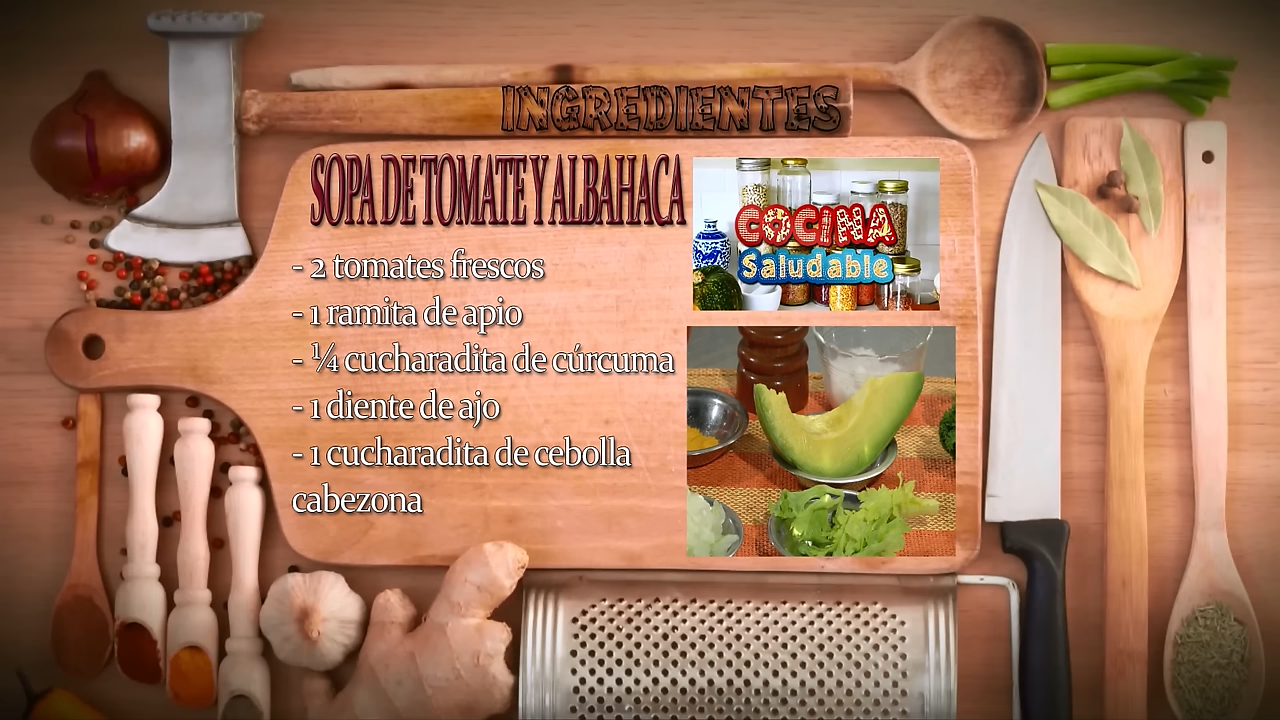 INGREDIENTES
SOPA DE TOMATE Y ALBAHACA
- 2 tomates frescos
- 1 ramita de apio
- ¼ cucharadita de cúrcuma
- 1 diente de ajo
- 1 cucharadita de cebolla
cabezona
COCINA
Saludable